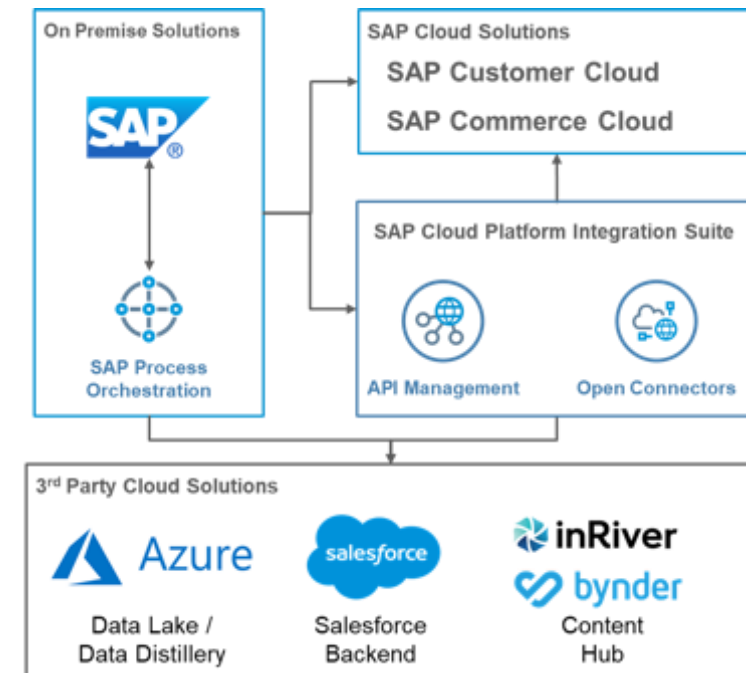 On Premise Solutions
SAP®
SAP Process
Orchestration
SAP Cloud Solutions
SAP Customer Cloud
SAP Commerce Cloud
SAP Cloud Platform Integration Suite
API Management
Open Connectors
3rd Party Cloud Solutions
Azure
Data Lake /
Data Distillery
salesforce
Salesforce
Backend
inRiver
bynder
Content
Hub